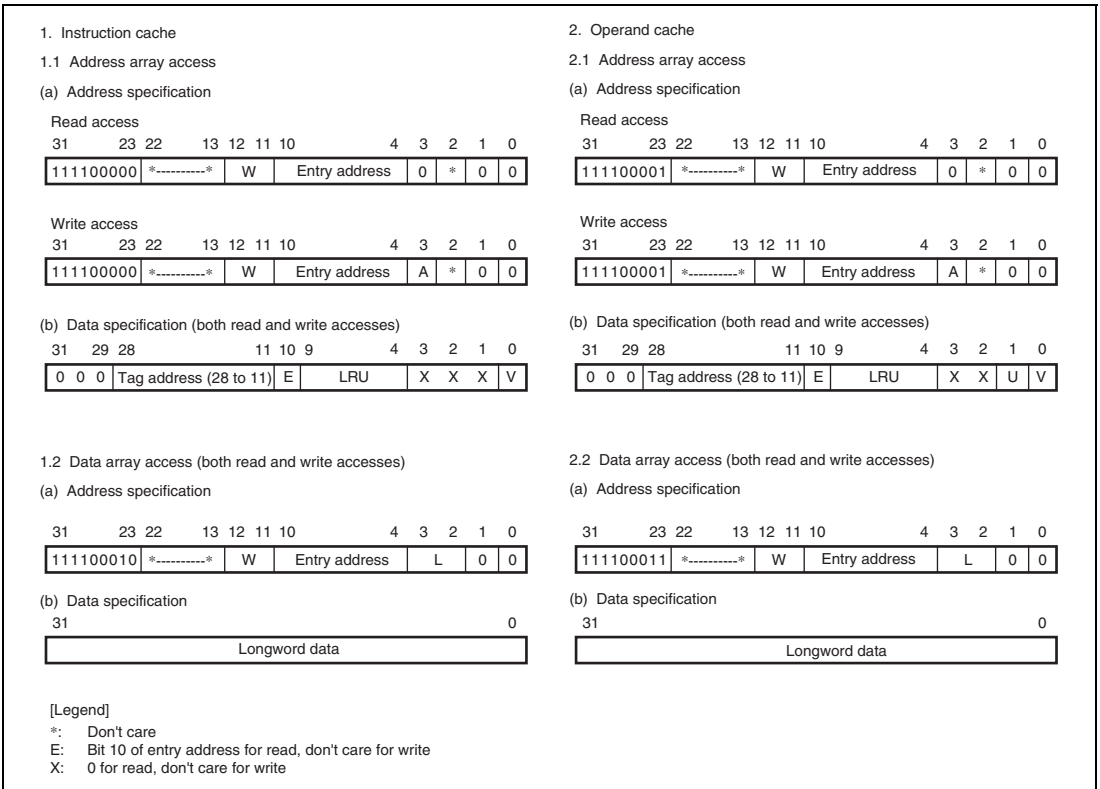 1. Instruction cache
1.1 Address array access
(a) Address specification
Read access
31 23 22 13 12 11 10 4 3 2 1 0
111100000 *----------* W Entry address 0 * 0 0
Write access
31 23 22 13 12 11 10 4 3 2 1 0
111100000 *----------* W Entry address A * 0 0
(b) Data specification (both read and write accesses)
31 29 28 11 10 9 4 3 2 1 0
0 0 0 Tag address (28 to 11) E LRU X X X V
1.2 Data array access (both read and write accesses)
(a) Address specification
31 23 22 13 12 11 10 4 3 2 1 0
111100010 *----------* W Entry address L 0 0
(b) Data specification
31 0
Longword data
2. Operand cache
2.1 Address array access
(a) Address specification
Read access
31 23 22 13 12 11 10 4 3 2 1 0
111100001 *-------* W Entry address 0 * 0 0
Write access
31 23 22 13 12 11 10 4 3 2 1 0
111100001 *-------* W Entry address A * 0 0
(b) Data specification (both read and write accesses)
31 29 28 11 10 9 4 3 2 1 0
0 0 0 Tag address (28 to 11) E LRU X X U V
2.2 Data array access (both read and write accesses)
(a) Address specification
31 23 22 13 12 11 10 4 3 2 1 0
111100011 *-------* W Entry address L 0 0
(b) Data specification
31 0
Longword data
[Legend]
*: Don't care
E: Bit 10 of entry address for read, don't care for write
X: 0 for read, don't care for write